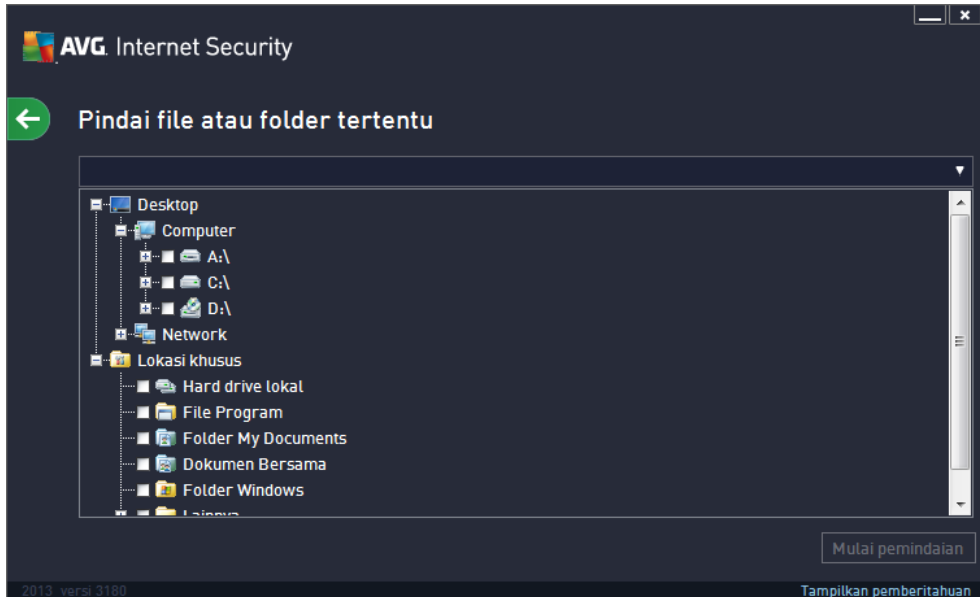 AVG. Internet Security
Pindai file atau folder tertentu
Desktop
Computer
A:\
C:\
D:\
Network
Lokasi khusus
Hard drive lokal
File Program
Folder My Documents
Dokumen Bersama
Folder Windows
Lainnya
Mulai pemindaian
2013 versi 3180
Tampilkan pemberitahuan